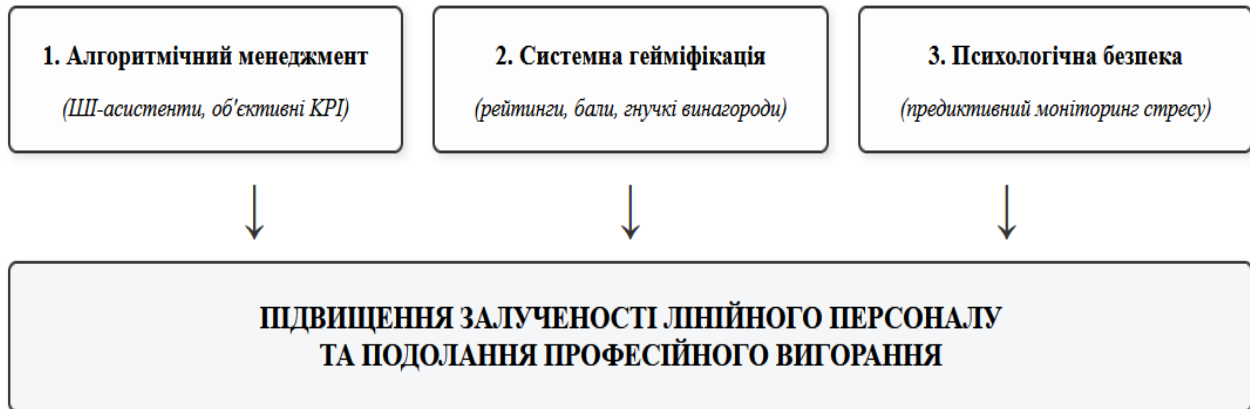 1. Алгоритмічний менеджмент
(ШІ-асистенти, об'єктивні KPI)
2. Системна гейміфікація
(рейтинги, бали, гнучкі винагороди)
3. Психологічна безпека
(предиктивний моніторинг стресу)
ПІДВИЩЕННЯ ЗАЛУЧЕНОСТІ ЛІНІЙНОГО ПЕРСОНАЛУ
ТА ПОДОЛАННЯ ПРОФЕСІЙНОГО ВИГОРАННЯ